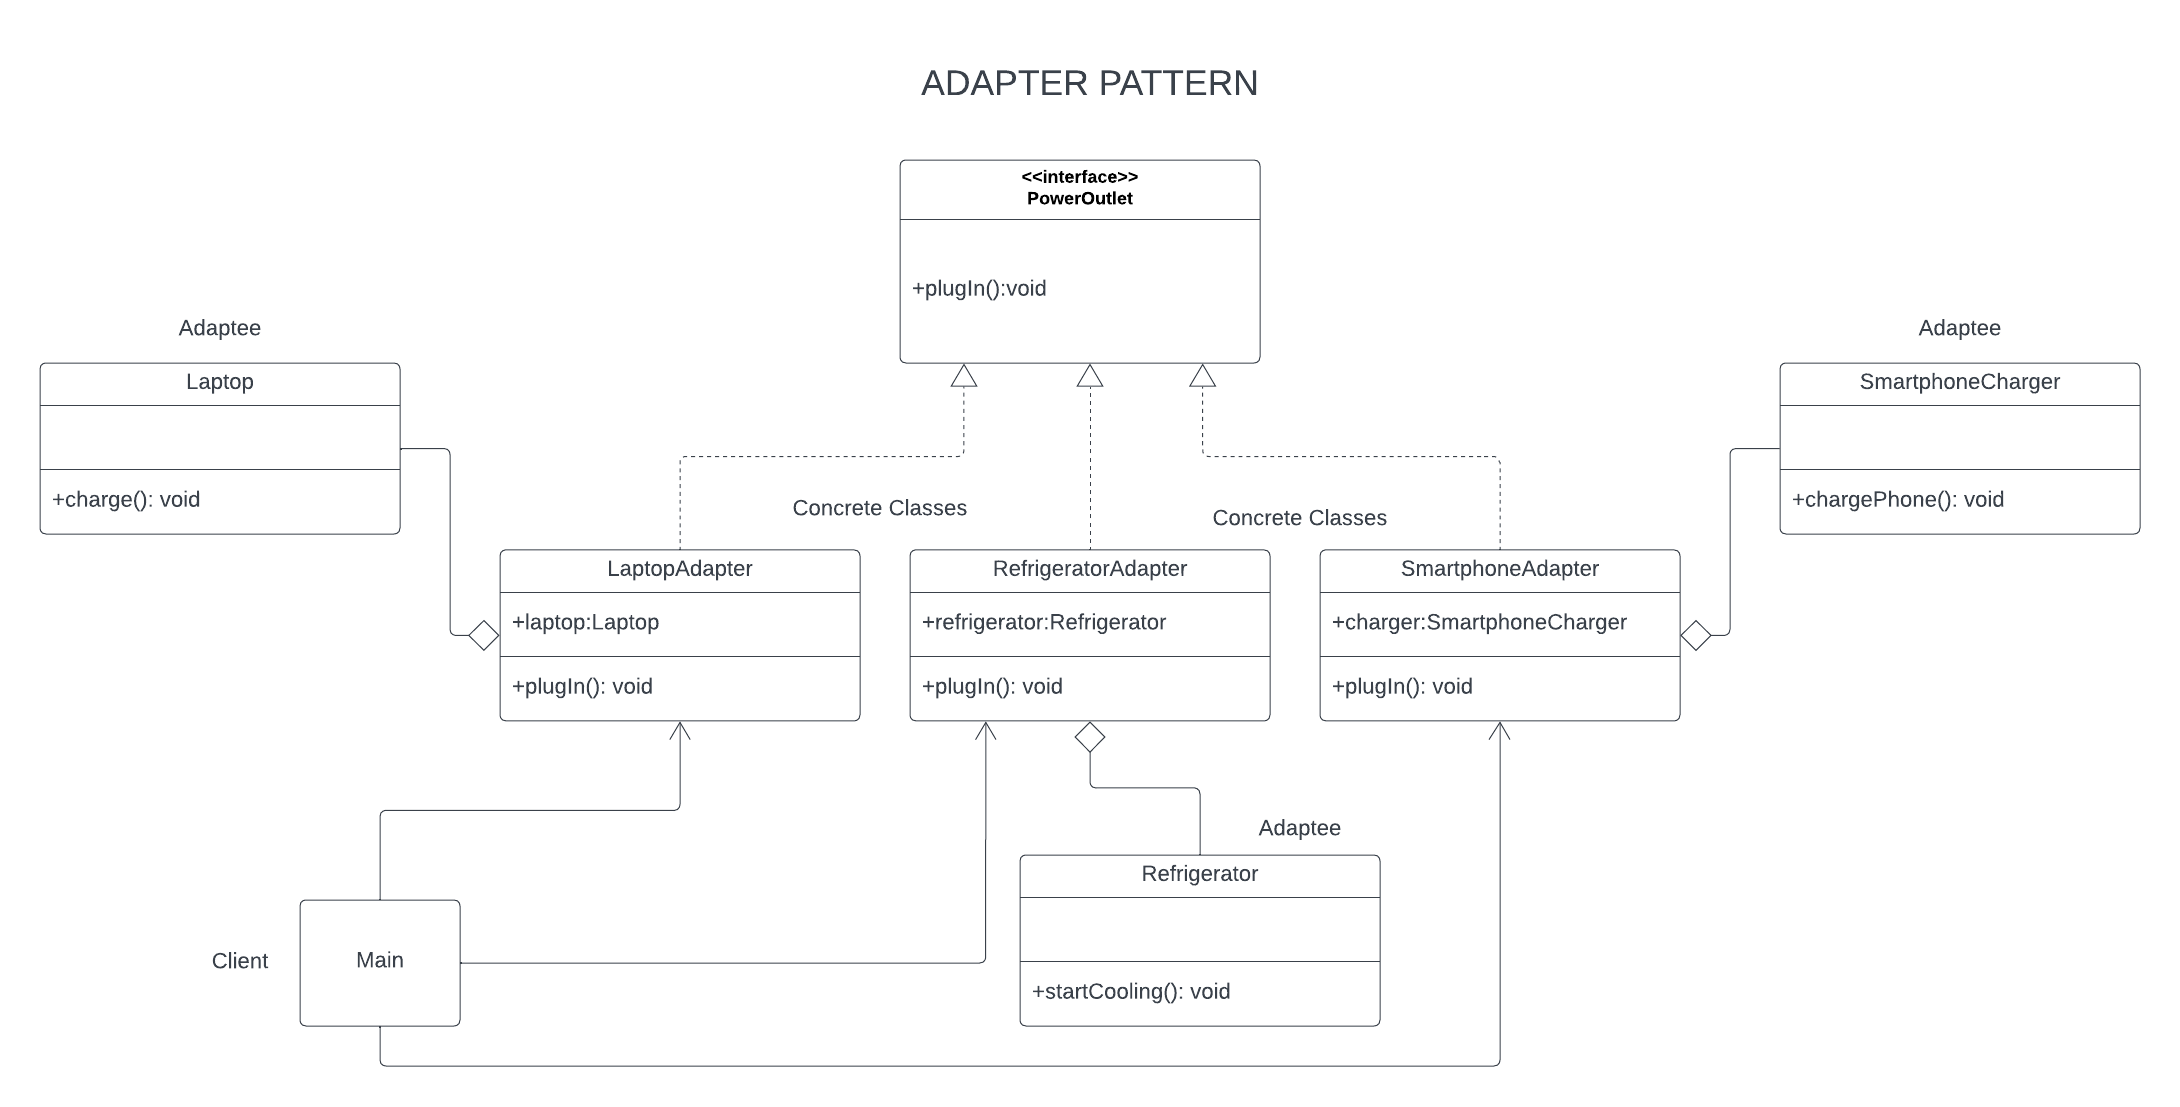 ADAPTER PATTERN
<<interface>>
PowerOutlet
+plugIn():void
Adaptee
Laptop
+charge(): void
Adaptee
SmartphoneCharger
+chargePhone(): void
Concrete Classes
Concrete Classes
LaptopAdapter
+laptop:Laptop
+plugIn(): void
RefrigeratorAdapter
+refrigerator:Refrigerator
+plugIn(): void
SmartphoneAdapter
+charger:SmartphoneCharger
+plugIn(): void
Adaptee
Refrigerator
+startCooling(): void
Client
Main